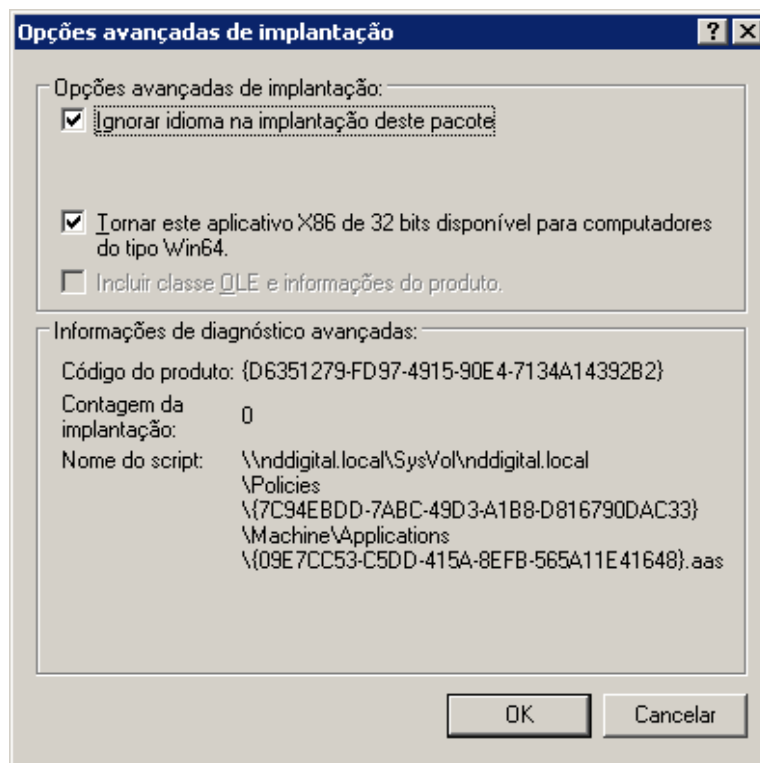 Opções avançadas de implantação
Opções avançadas de implantação:
Ignorar idioma na implantação deste pacote
Tornar este aplicativo X86 de 32 bits disponível para computadores
do tipo Win64.
Incluir classe OLE e informações do produto.
Informações de diagnóstico avançadas:
Código do produto: {D6351279-FD97-4915-90E4-7134A14392B2}
Contagem da
implantação:
0
Nome do script:
\\nddigital.local\SysVol\nddigital.local
\Policies
\{7C94EBDD-7ABC-49D3-A1B8-D816790DAC33}
\Machine\Applications
\{09E7CC53-C5DD-415A-8EFB-565A11E41648}.aas
OK
Cancelar